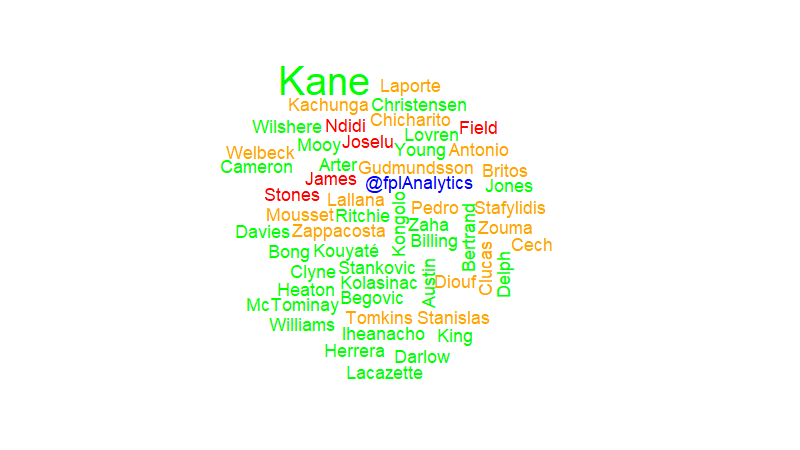 Kane
Laporte
Kachunga Christensen
Chicharito
Wilshere Ndidi Field
Lovren
Mooy Joselu
Young Antonio
Welbeck
Cameron Arter Gudmundsson
Britos
James @fplAnalytics
Jones
Stones Lallana
Pedro Stafylidis
Mousset Ritchie
Kongolo
Zaha Zouma
Davies Zappacosta
Billing
Bertrand
Cech
Bong Kouyaté
Clucas
Delph
Clyne Stankovic
Austin
Diouf
Heaton Kolasinac
McTominay Begovic
Tomkins Stanislas
Williams
Iheanacho King
Herrera Darlow
Lacazette